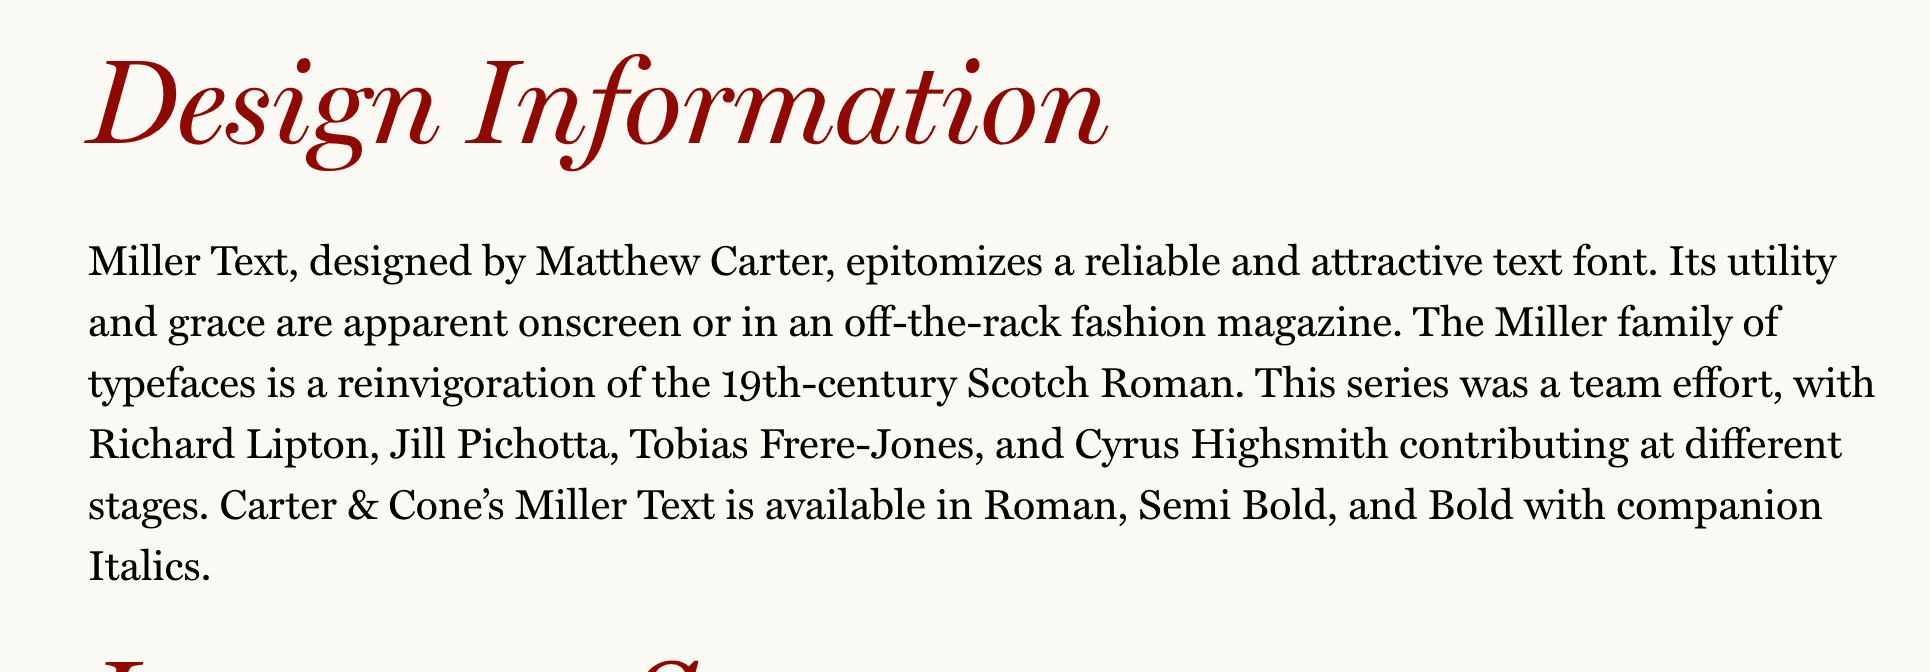 Design Information
Miller Text, designed by Matthew Carter, epitomizes a reliable and attractive text font. Its utility
and grace are apparent onscreen or in an off-the-rack fashion magazine. The Miller family of
typefaces is a reinvigoration of the 19th-century Scotch Roman. This series was a team effort, with
Richard Lipton, Jill Pichotta, Tobias Frere-Jones, and Cyrus Highsmith contributing at different
stages. Carter & Cone’s Miller Text is available in Roman, Semi Bold, and Bold with companion
Italics.